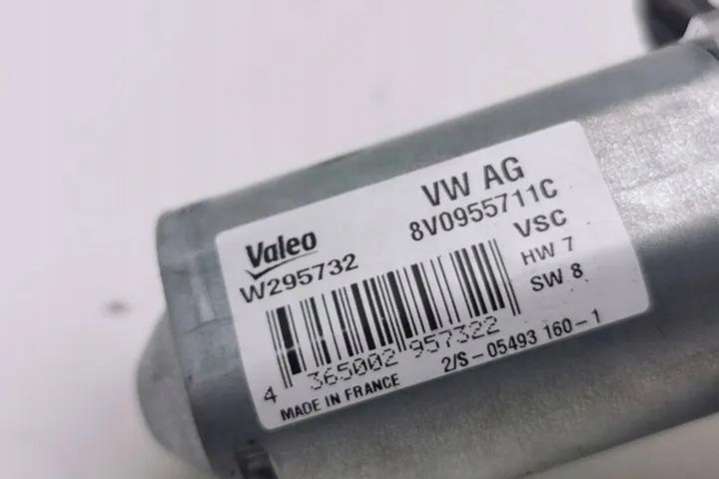 Valeo
W295732
VW AG
8V0955711C
VSC
HW 7
SW 8
4 365002 957322
2/S-05493 160-1
MADE IN FRANCE